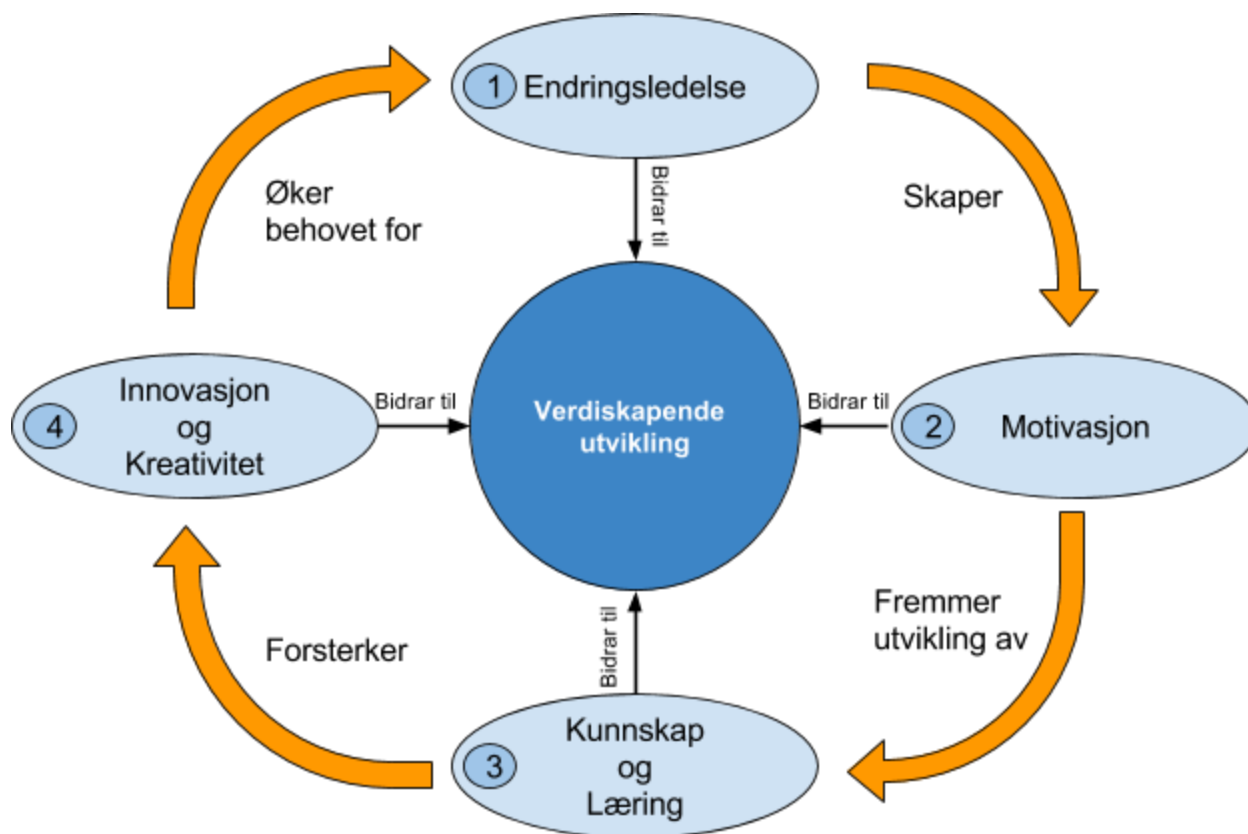 1 Endringsledelse
Bidrar til
Skaper
Øker
behovet for
Innovasjon
og
Kreativitet
4
Bidrar til
Verdiskapende
utvikling
Bidrar til
2 Motivasjon
Fremmer
utvikling av
Bidrar til
Forsterker
Kunnskap
og
Læring
3